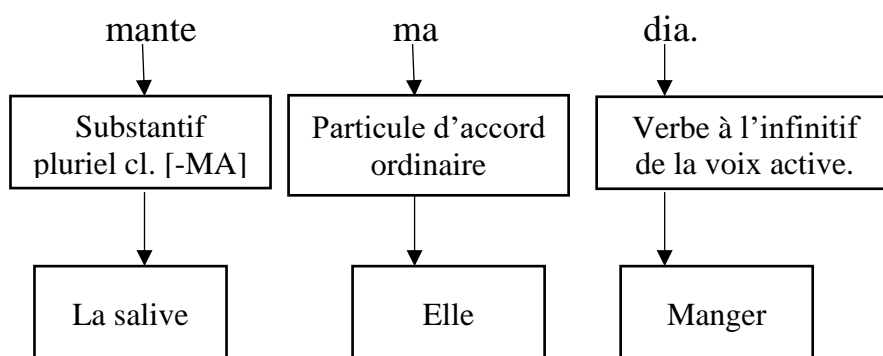 mante ma dia.
Substantif
pluriel cl. [-MA]
Particule d’accord
ordinaire
Verbe à l’infinitif
de la voix active.
La salive
Elle
Manger